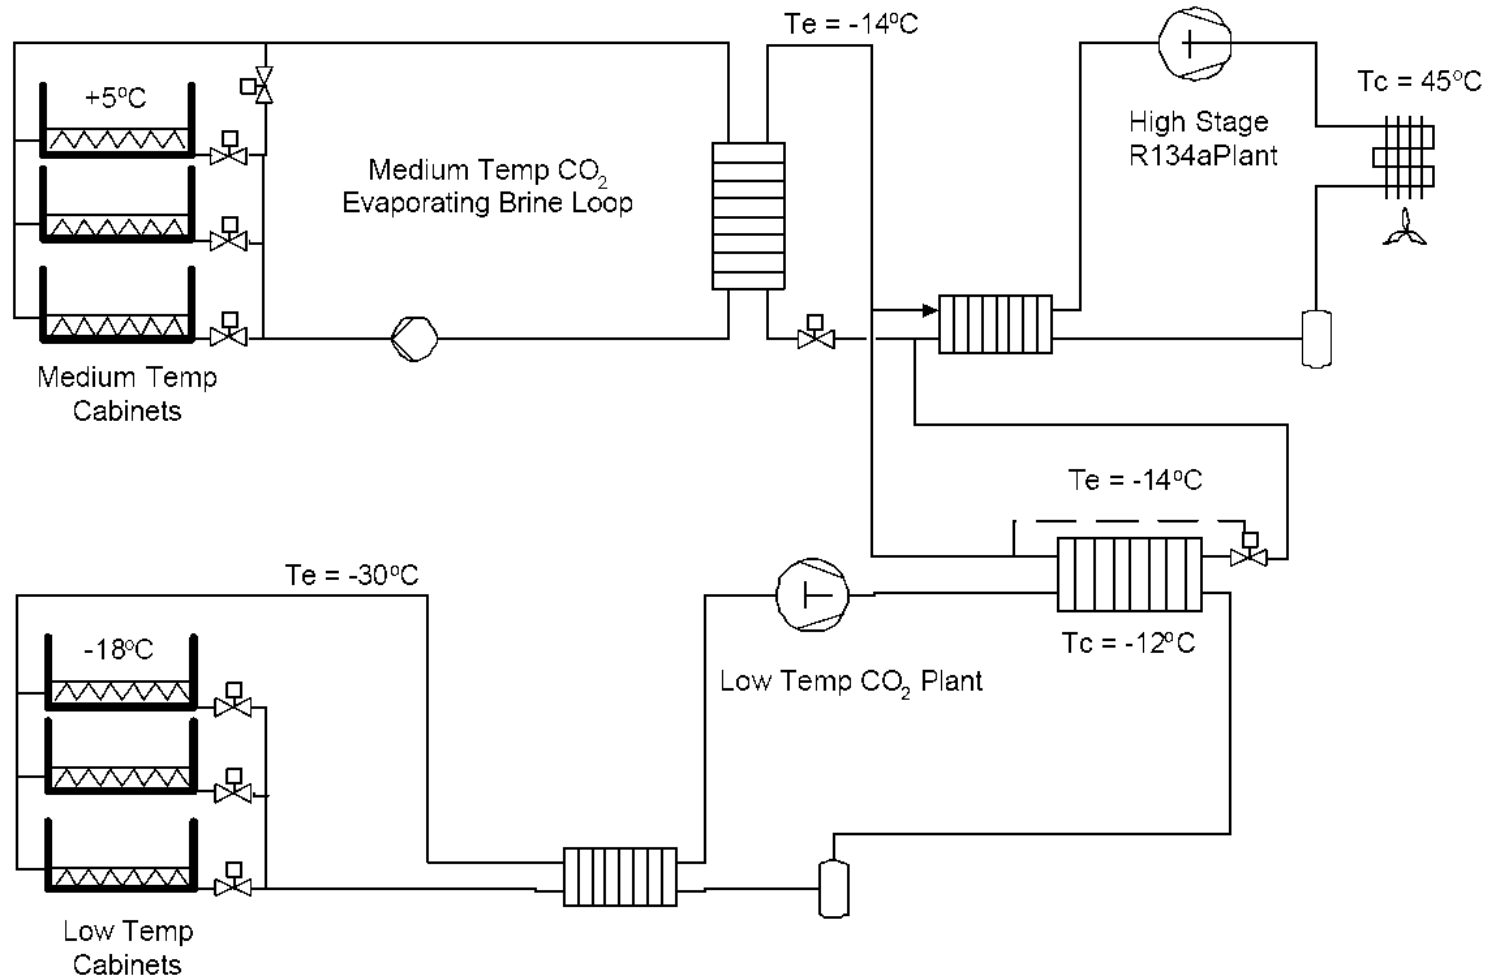 Te = -14ºC
Tc = 45ºC
+5ºC
High Stage
R134aPlant
Medium Temp CO₂
Evaporating Brine Loop
Medium Temp
Cabinets
Te = -14ºC
Te = -30ºC
Tc = -12ºC
-18ºC
Low Temp CO₂ Plant
Low Temp
Cabinets